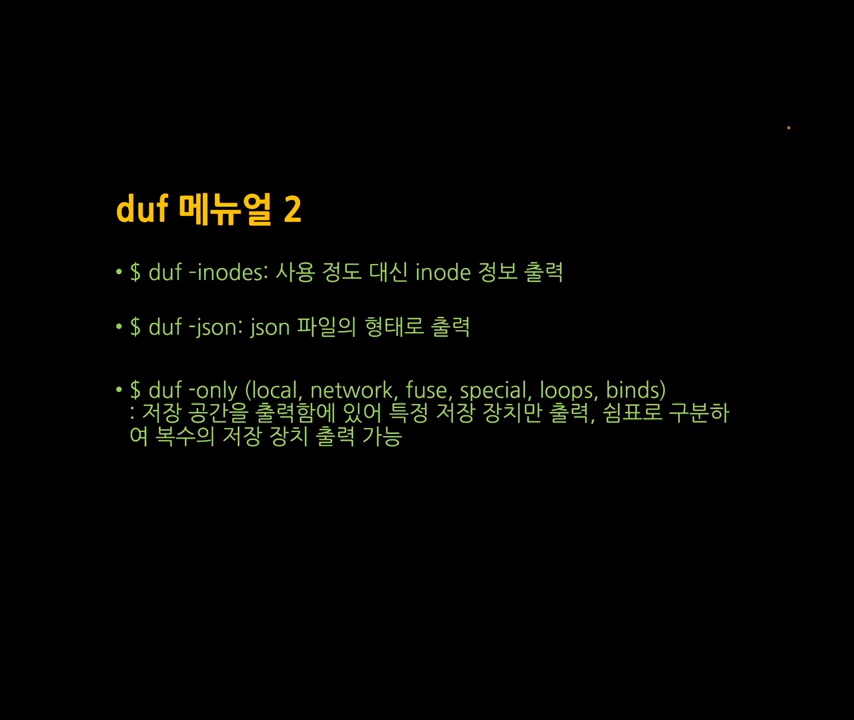 duf 메뉴얼 2
• $ duf -inodes: 사용 정도 대신 inode 정보 출력
• $ duf -json: json 파일의 형태로 출력
• $ duf -only (local, network, fuse, special, loops, binds)
: 저장 공간을 출력함에 있어 특정 저장 장치만 출력, 쉼표로 구분하
여 복수의 저장 장치 출력 가능